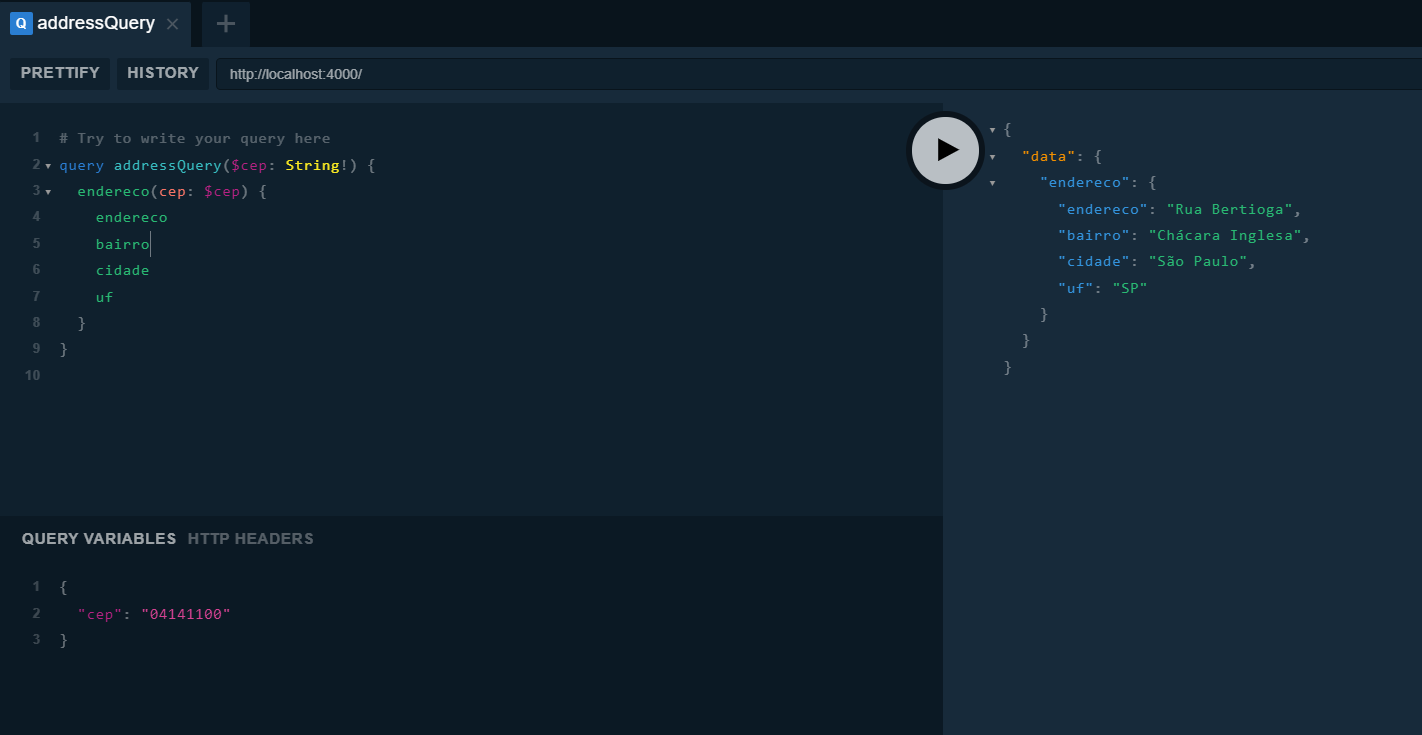 Q addressQuery
PRETTIFY HISTORY http://localhost:4000/
1 # Try to write your query here
2 query addressQuery($cep: String!) {
3 endereco(cep: $cep) {
4 endereco
5 bairro
6 cidade
7 uf
8 }
9 }
10
QUERY VARIABLES HTTP HEADERS
1 {
2 "cep": "04141100"
3 }
{
"data": {
"endereco": {
"endereco": "Rua Bertioga",
"bairro": "Chácara Inglesa",
"cidade": "São Paulo",
"uf": "SP"
}
}
}